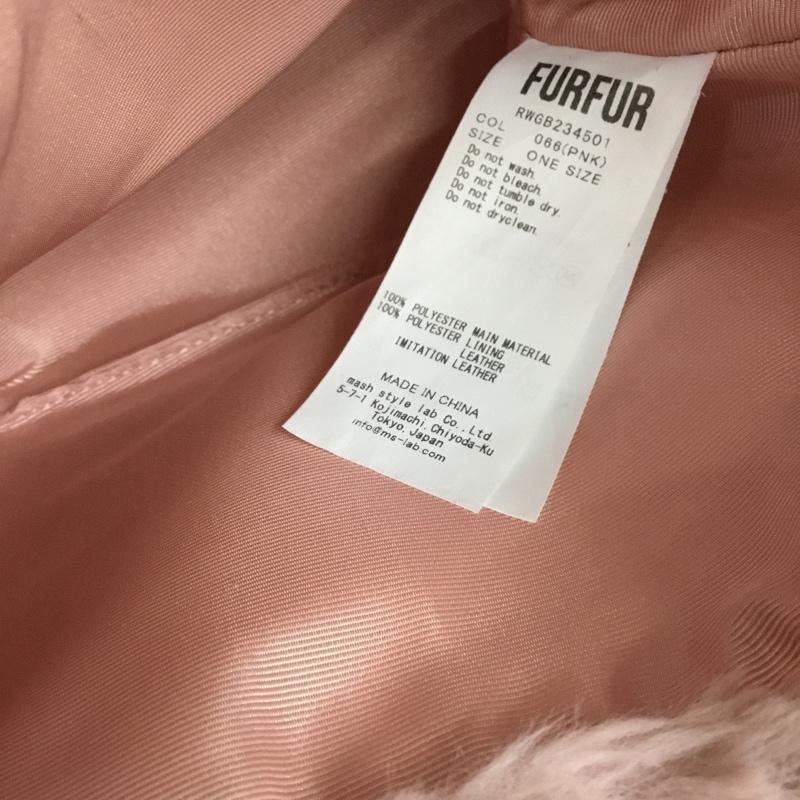 FURFUR
RWGB234501
COL 066(PNK)
SIZE ONE SIZE
Do not wash.
Do not bleach.
Do not tumble dry.
Do not iron.
Do not dryclean.
100% POLYESTER MAIN MATERIAL
100% POLYESTER LINING
LEATHER
IMITATION LEATHER
MADE IN CHINA
mash style lab Co.,Ltd.
5-7-1 Kojimachi,Chiyoda-Ku
Tokyo,Japan
info@ms-lab.com